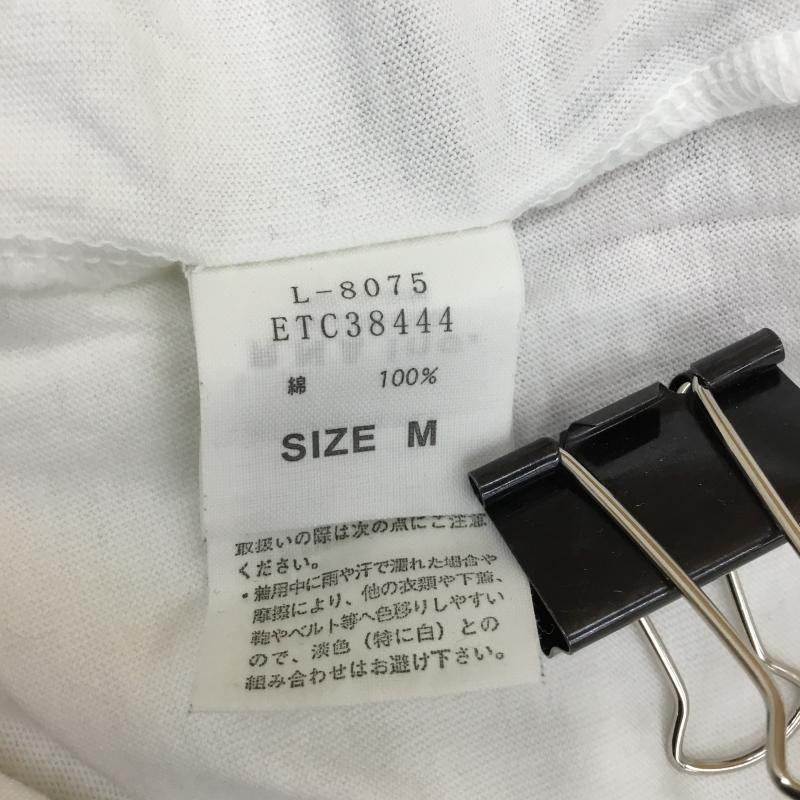 L-8075
ETC38444
綿 100%
SIZE M
取扱いの際は次の点にご注意
ください。
・着用中に雨や汗で濡れた場合や
摩擦により、他の衣類や下着、
鞄やベルト等へ色移りしやすい
ので、淡色（特に白）との
組み合わせはお避け下さい。